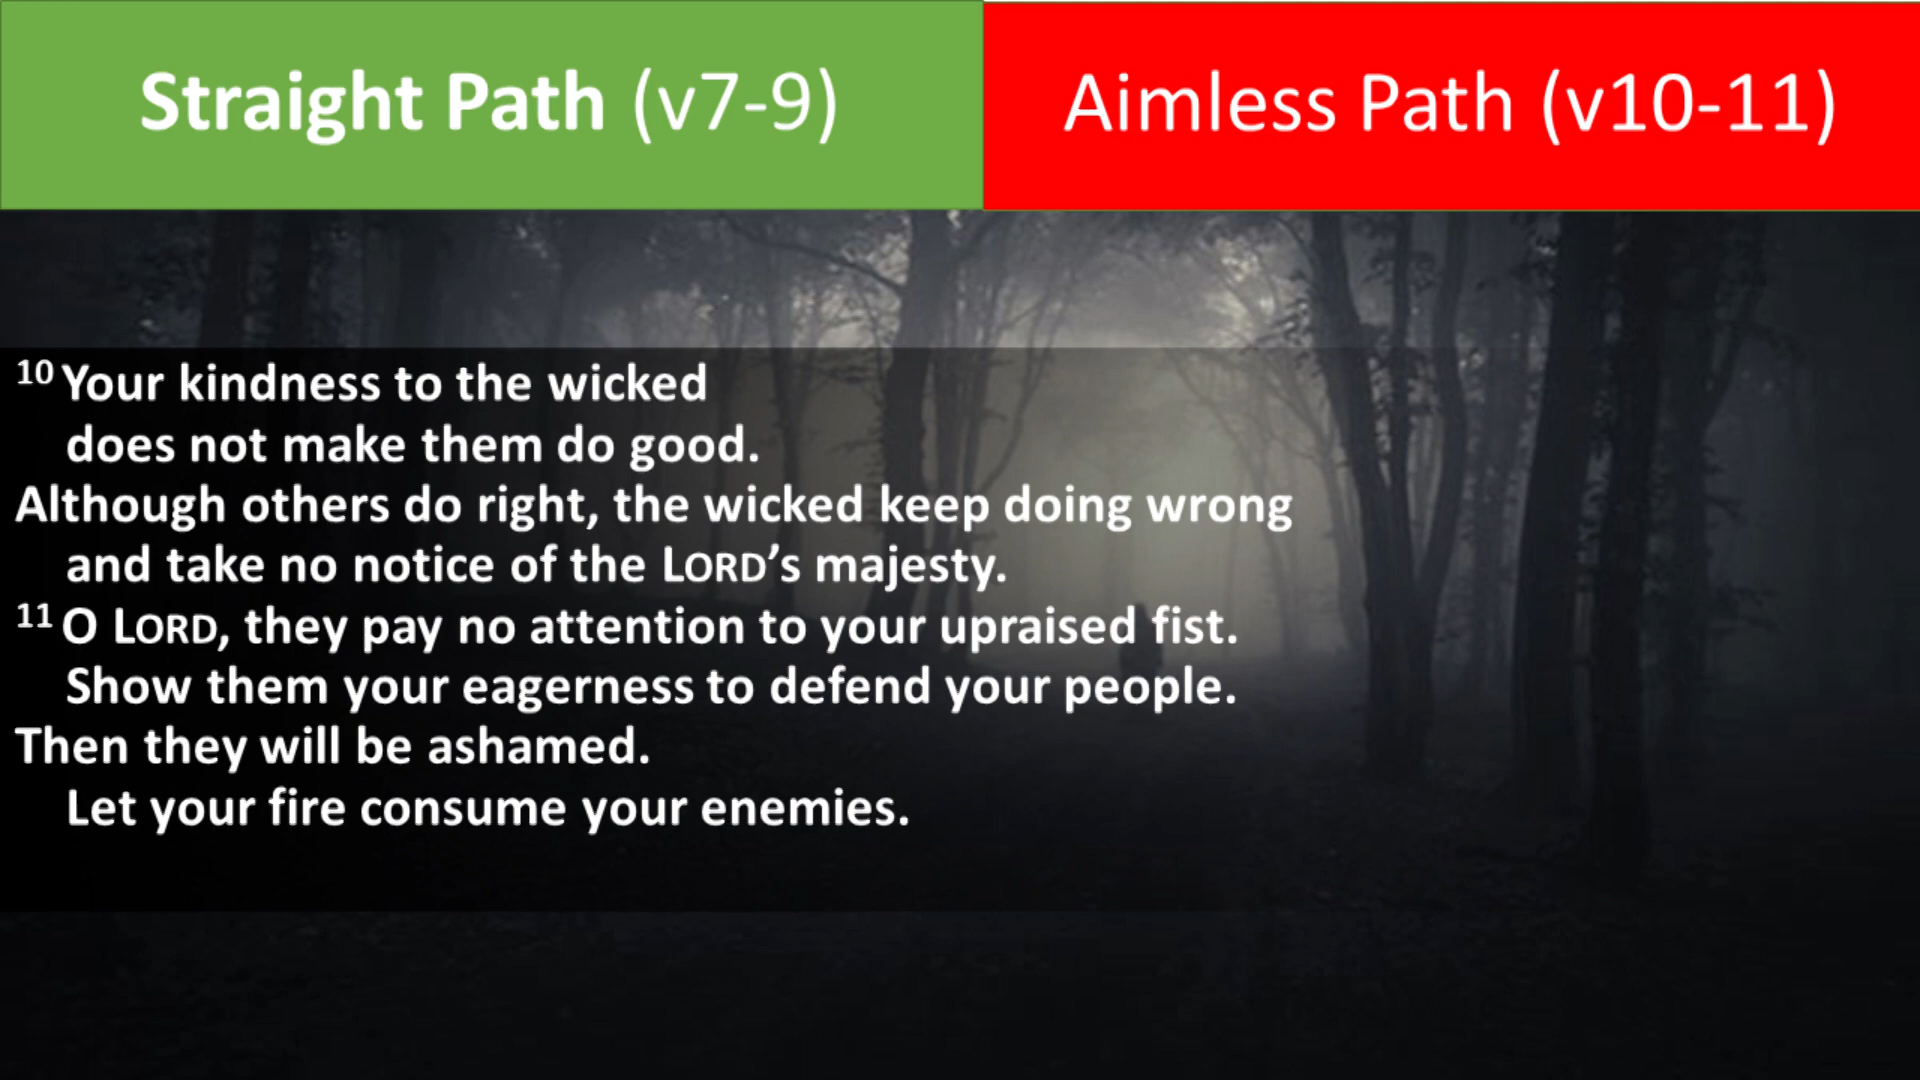 Straight Path (v7-9)
Aimless Path (v10-11)
10 Your kindness to the wicked
does not make them do good.
Although others do right, the wicked keep doing wrong
and take no notice of the LORD’s majesty.
11 O LORD, they pay no attention to your upraised fist.
Show them your eagerness to defend your people.
Then they will be ashamed.
Let your fire consume your enemies.